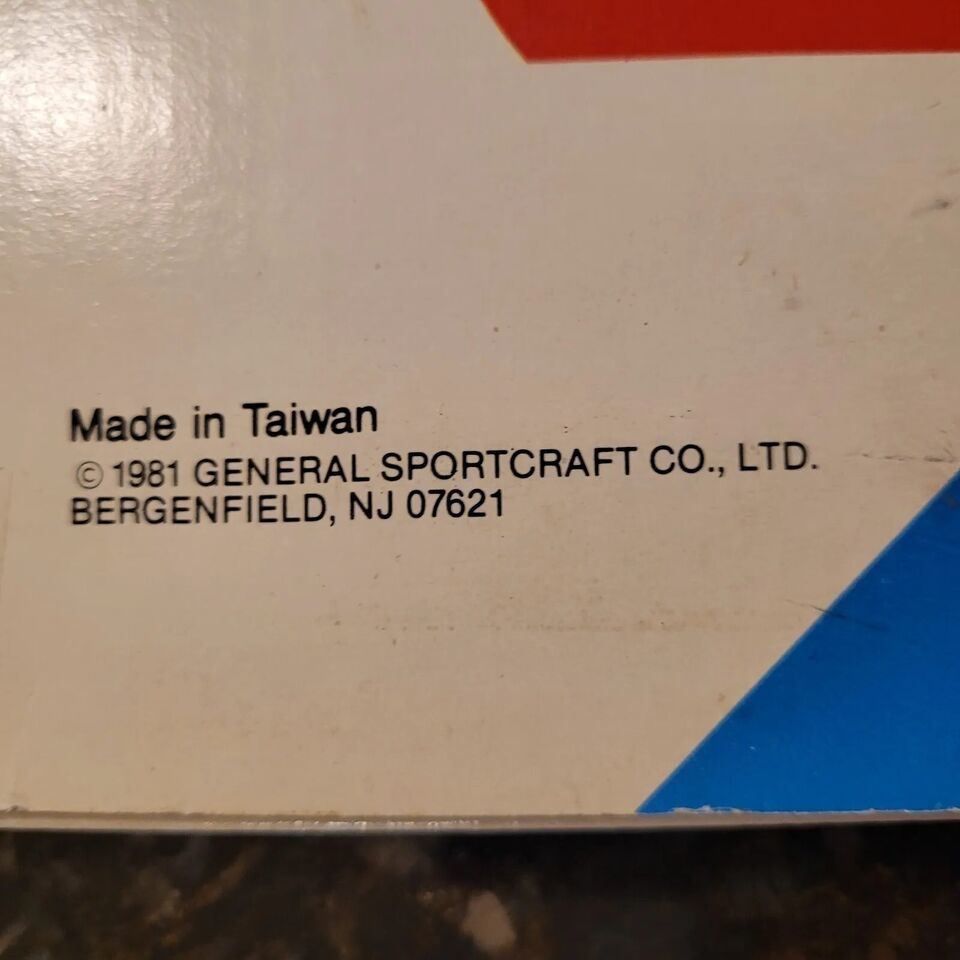 Made in Taiwan
© 1981 GENERAL SPORTCRAFT CO., LTD.
BERGENFIELD, NJ 07621